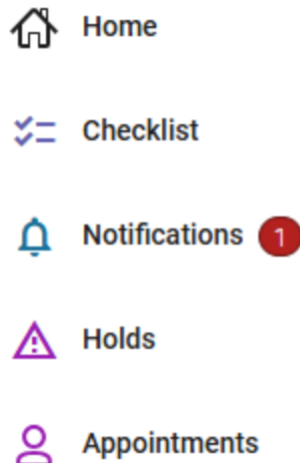 Home
Checklist
Notifications 1
Holds
Appointments